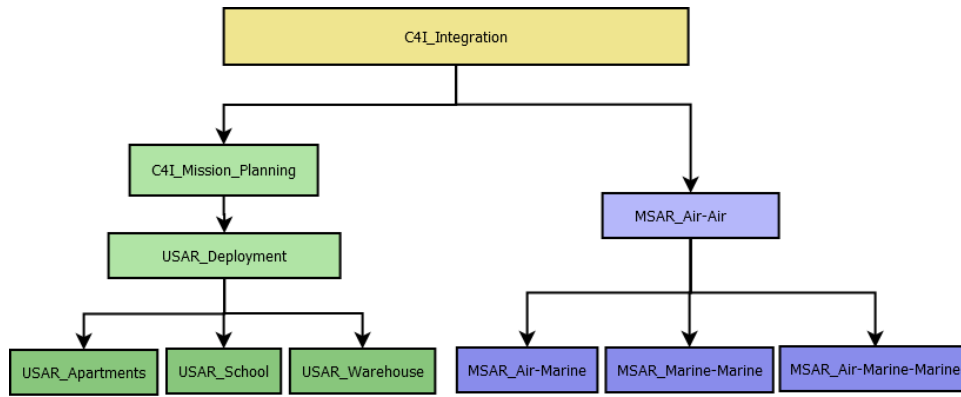 C4I_Integration
C4I_Mission_Planning
MSAR_Air-Air
USAR_Deployment
USAR_Apartments
USAR_School
USAR_Warehouse
MSAR_Air-Marine
MSAR_Marine-Marine
MSAR_Air-Marine-Marine